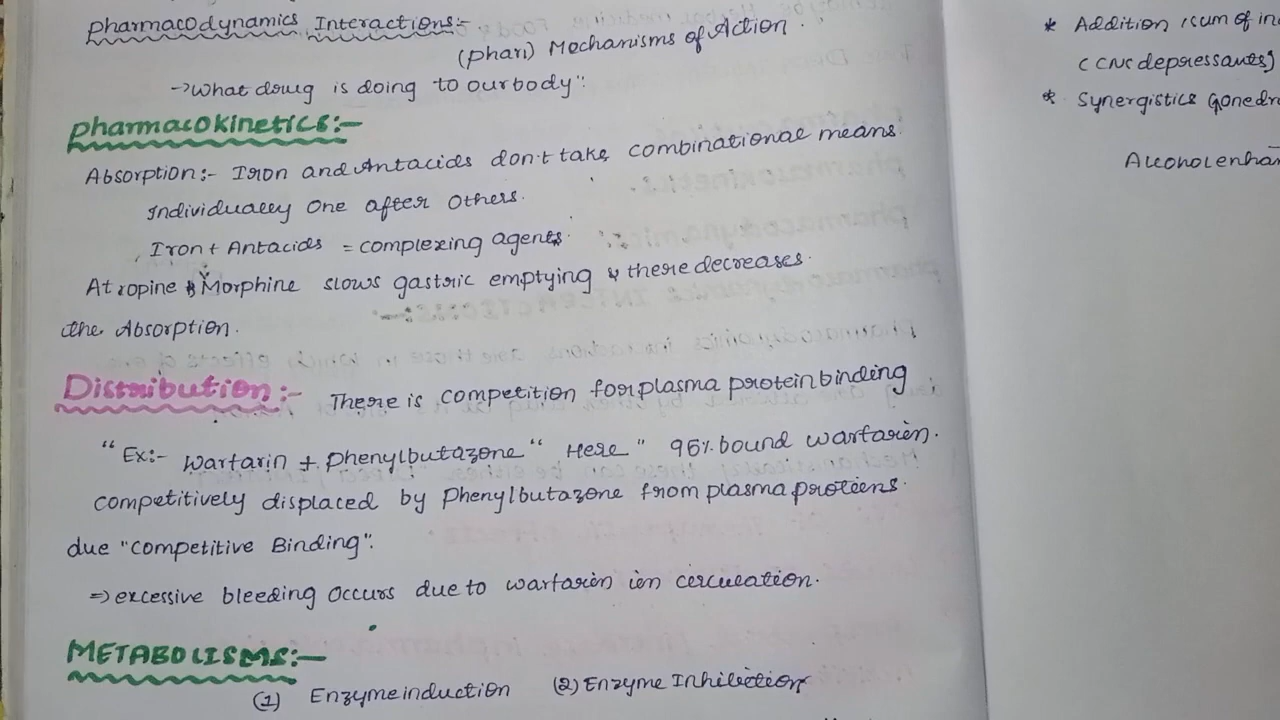 Pharmacodynamics Interactions:-
(phar) Mechanisms of Action.
→What drug is doing to our body":
Pharmacokinetics:-
Absorption:- Iron and Antacids don't take combinational means
Individually One after Others.
Iron + Antacids = complexing agents.
Atropine & Morphine slows gastric emptying & there decreases.
the Absorption.
Distribution:- There is competition for plasma protein binding
"Ex:- Warfarin + Phenylbutazone" Here" 96% bound warfarin.
competitively displaced by Phenylbutazone from plasma proteins.
due "Competitive Binding".
⇒ excessive bleeding Occurs due to warfarin in circulation.
METABOLISMS:-
(1) Enzyme induction (2) Enzyme Inhibition
* Addition (sum of in
(CNS depressants)
* Synergistics
Alcohol enhan